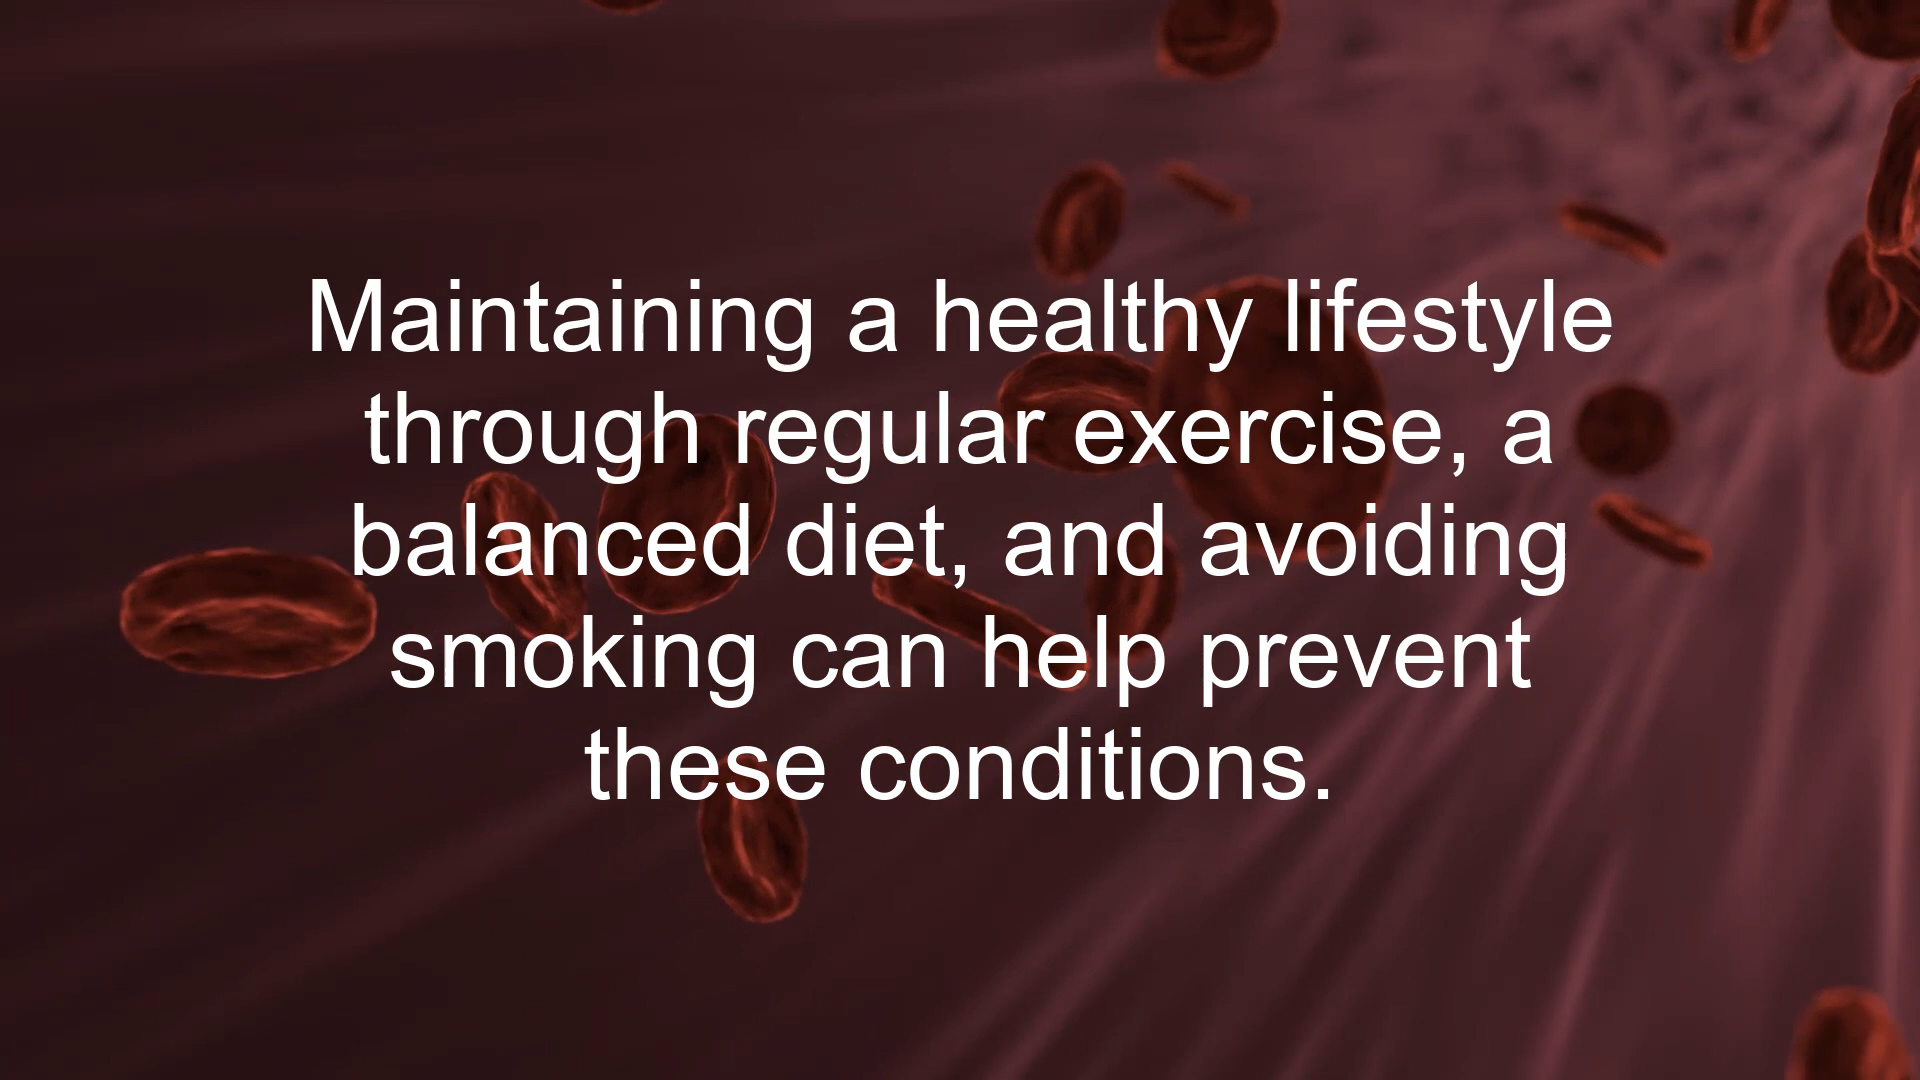 Maintaining a healthy lifestyle
through regular exercise, a
balanced diet, and avoiding
smoking can help prevent
these conditions.